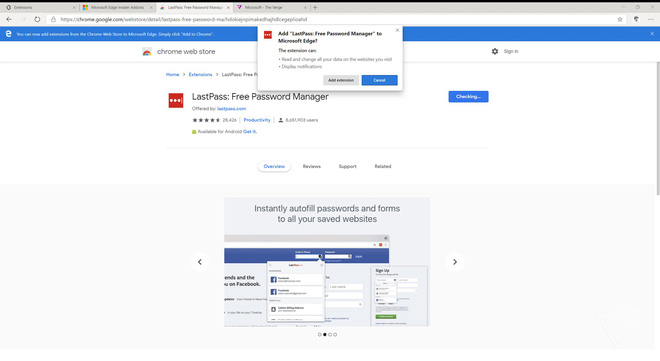 Extensions
Microsoft Edge Insider Addons
LastPass: Free Password Manag
Microsoft - The Verge
https://chrome.google.com/webstore/detail/lastpass-free-password-ma/hdokiejnpimakedhajhdlcegeplioahd
You can now add extensions from the Chrome Web Store to Microsoft Edge. Simply click "Add to Chrome".
Add "LastPass: Free Password Manager" to
Microsoft Edge?
The extension can:
• Read and change all your data on the websites you visit
• Display notifications
Add extension
Cancel
chrome web store
Sign in
Home
Extensions
LastPass: Free P
LastPass: Free Password Manager
Offered by: lastpass.com
28,426
Productivity
8,651,903 users
Available for Android Get it.
Checking...
Overview
Reviews
Support
Related
Instantly autofill passwords and forms
to all your saved websites
LastPass
Facebook
Facebook
Sign Up
ends and the
ou on Facebook.